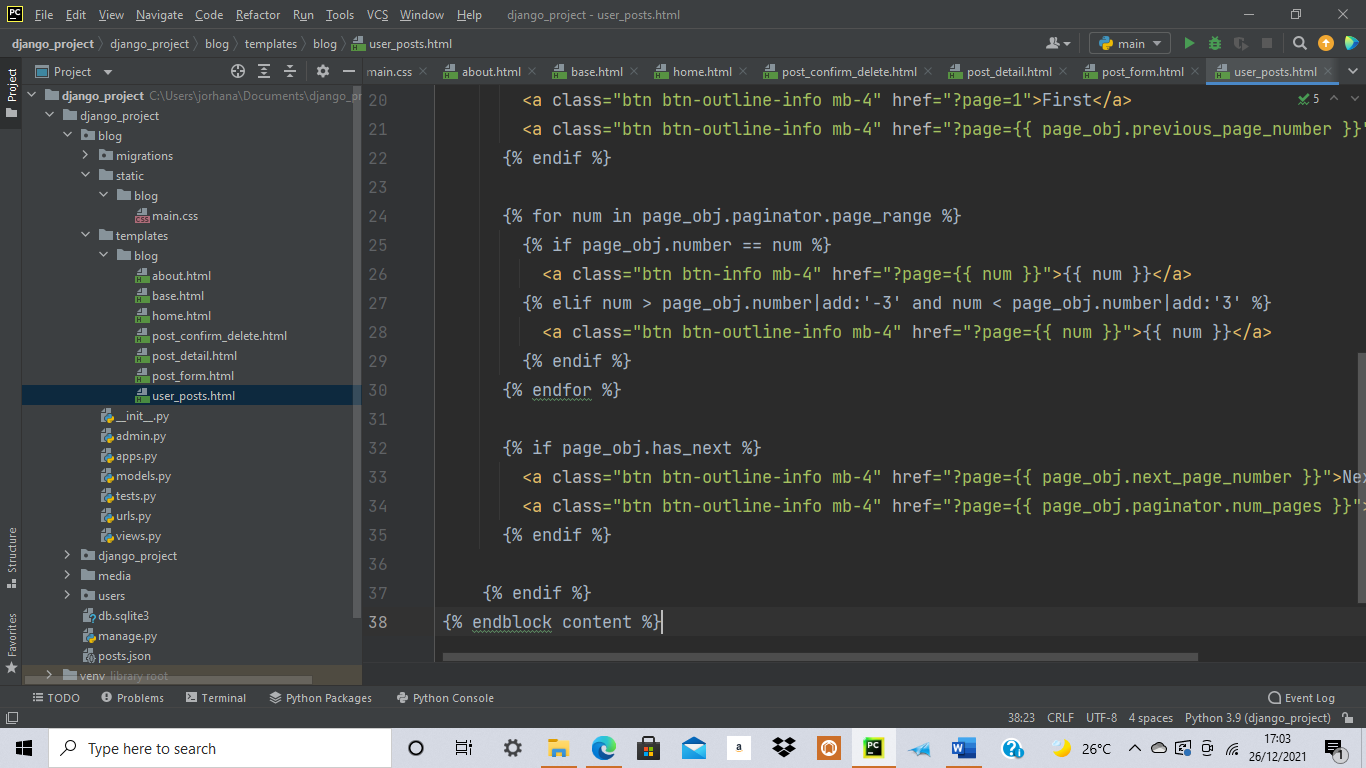 PC File Edit View Navigate Code Refactor Run Tools VCS Window Help django_project - user_posts.html
django_project django_project blog templates blog user_posts.html main
Project main.css about.html base.html home.html post_confirm_delete.html post_detail.html post_form.html user_posts.html
Project
django_project C:\Users\jorhana\Documents\django_pr
django_project
blog
migrations
static
blog
main.css
templates
blog
about.html
base.html
home.html
post_confirm_delete.html
post_detail.html
post_form.html
user_posts.html
__init__.py
admin.py
apps.py
models.py
tests.py
urls.py
views.py
django_project
media
users
db.sqlite3
manage.py
posts.json
venv library root
Structure
Favorites
5
20 <a class="btn btn-outline-info mb-4" href="?page=1">First</a>
21 <a class="btn btn-outline-info mb-4" href="?page={{ page_obj.previous_page_number }}"
22 {% endif %}
23
24 {% for num in page_obj.paginator.page_range %}
25 {% if page_obj.number == num %}
26 <a class="btn btn-info mb-4" href="?page={{ num }}">{{ num }}</a>
27 {% elif num > page_obj.number|add:'-3' and num < page_obj.number|add:'3' %}
28 <a class="btn btn-outline-info mb-4" href="?page={{ num }}">{{ num }}</a>
29 {% endif %}
30 {% endfor %}
31
32 {% if page_obj.has_next %}
33 <a class="btn btn-outline-info mb-4" href="?page={{ page_obj.next_page_number }}">Nex
34 <a class="btn btn-outline-info mb-4" href="?page={{ page_obj.paginator.num_pages }}">
35 {% endif %}
36
37 {% endif %}
38 {% endblock content %}
TODO Problems Terminal Python Packages Python Console Event Log
38:23 CRLF UTF-8 4 spaces Python 3.9 (django_project)
Type here to search a PC W 26°C 17:03
26/12/2021 1